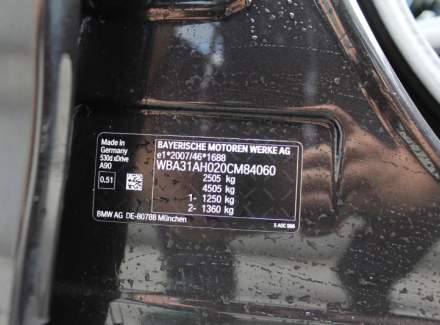 Made in
Germany
530d xDrive
A90
0.51
BAYERISCHE MOTOREN WERKE AG
e1*2007/46*1688
WBA31AH020CM84060
2505 kg
4505 kg
1- 1250 kg
2- 1360 kg
BMW AG DE-80788 München